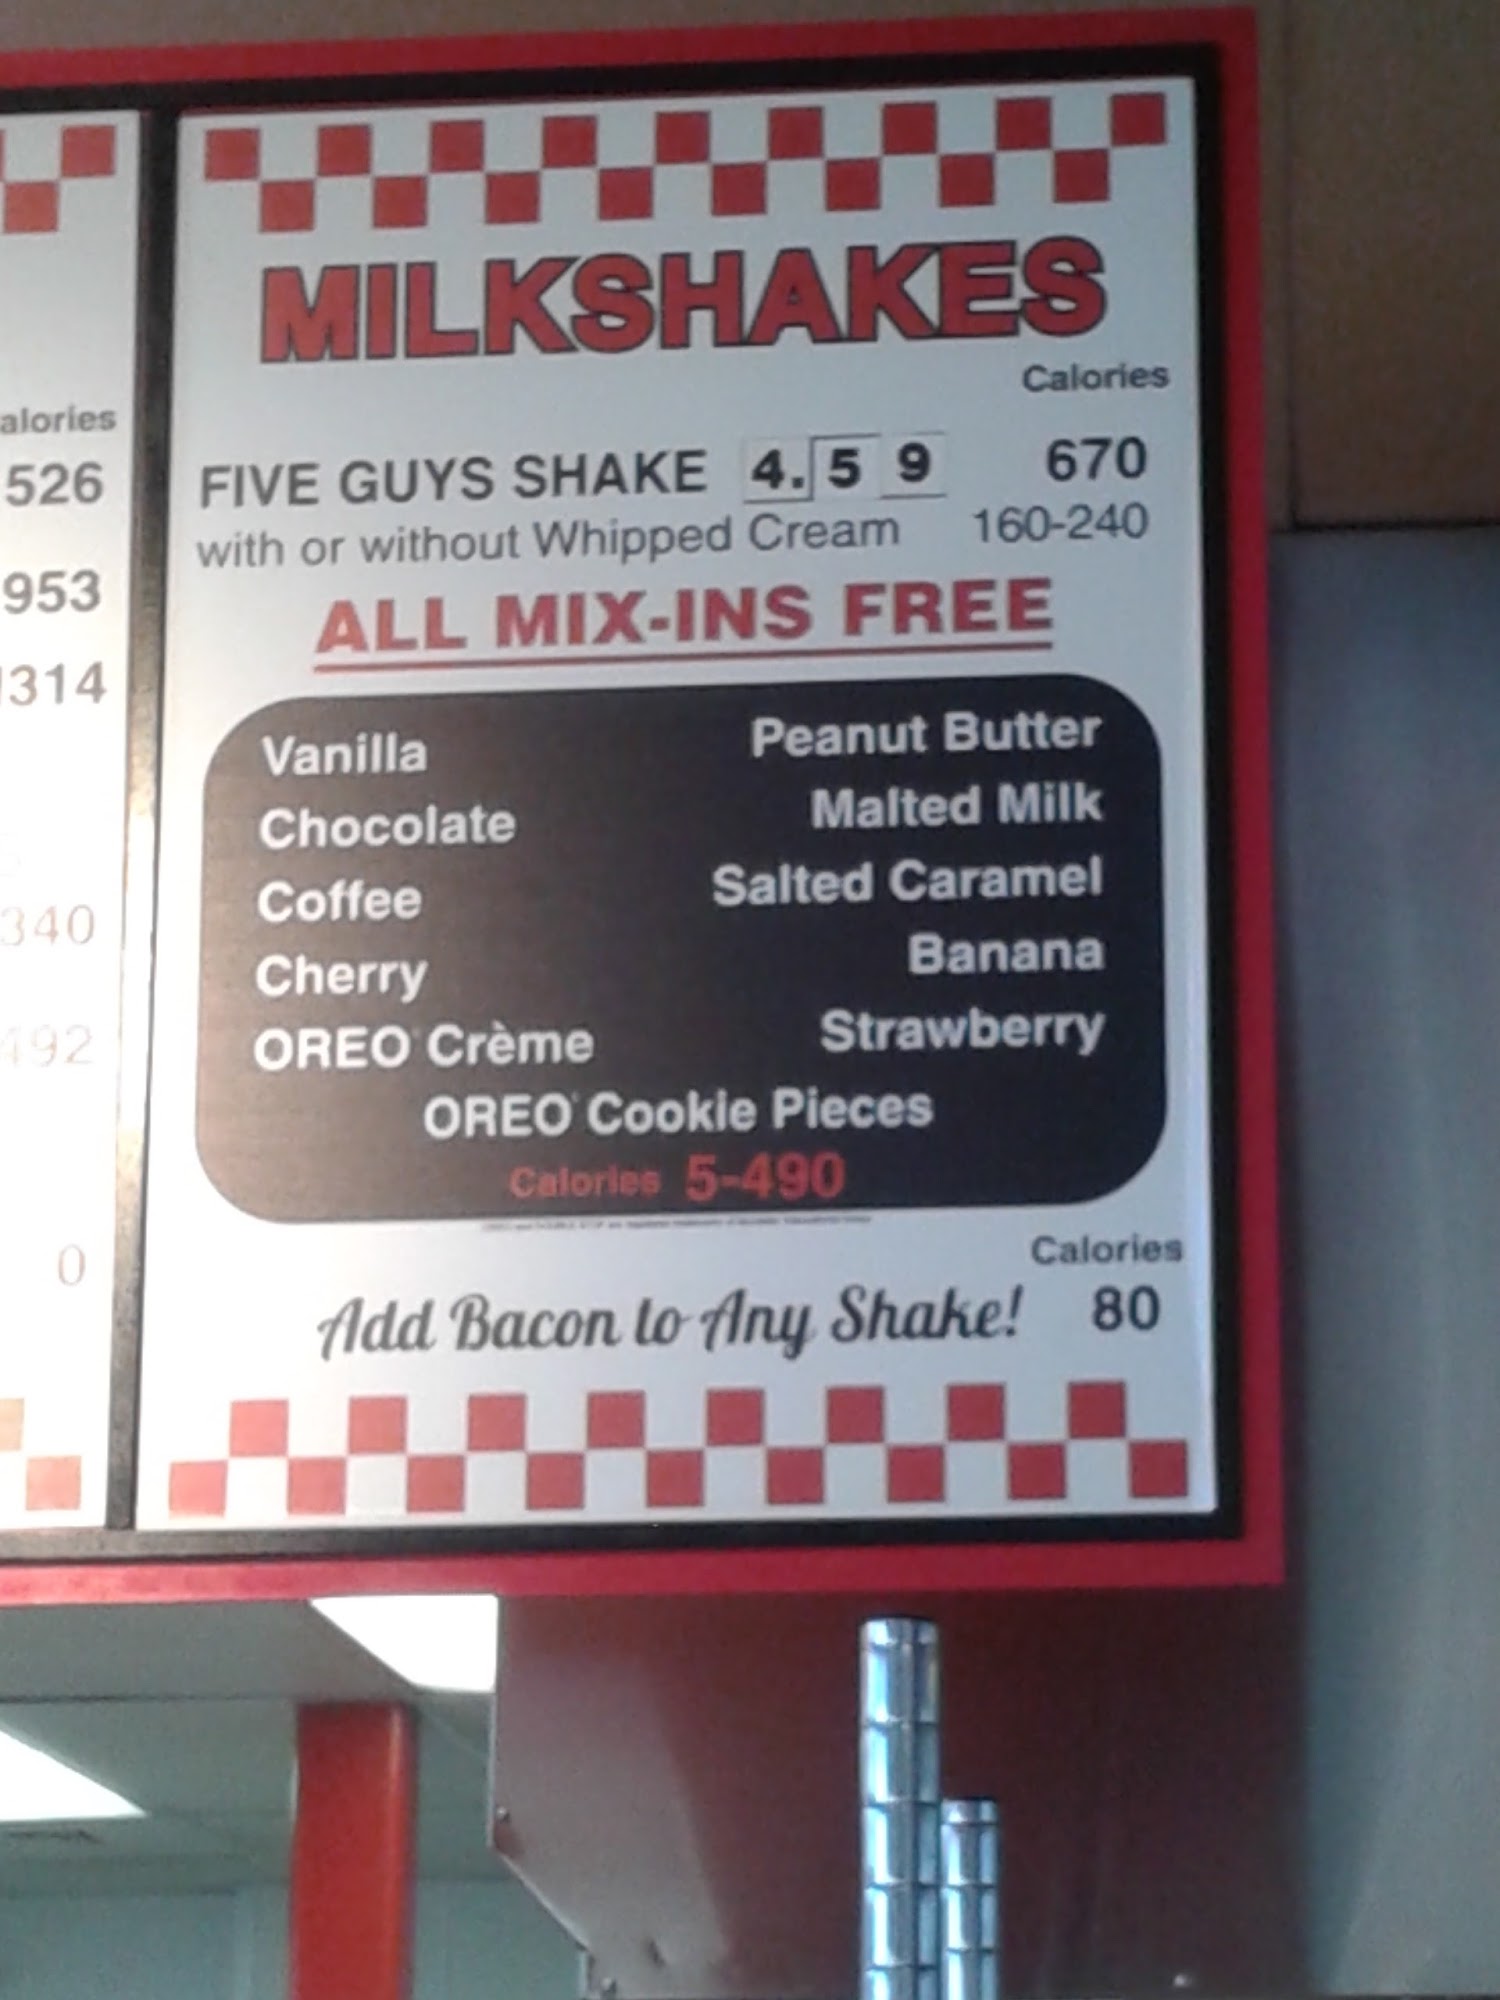 alories
526
953
314
340
492
0
MILKSHAKES
Calories
FIVE GUYS SHAKE 4.59 670
with or without Whipped Cream 160-240
ALL MIX-INS FREE
Vanilla Peanut Butter
Chocolate Malted Milk
Coffee Salted Caramel
Cherry Banana
OREO Crème Strawberry
OREO Cookie Pieces
Calories 5-490
Calories
Add Bacon to Any Shake! 80